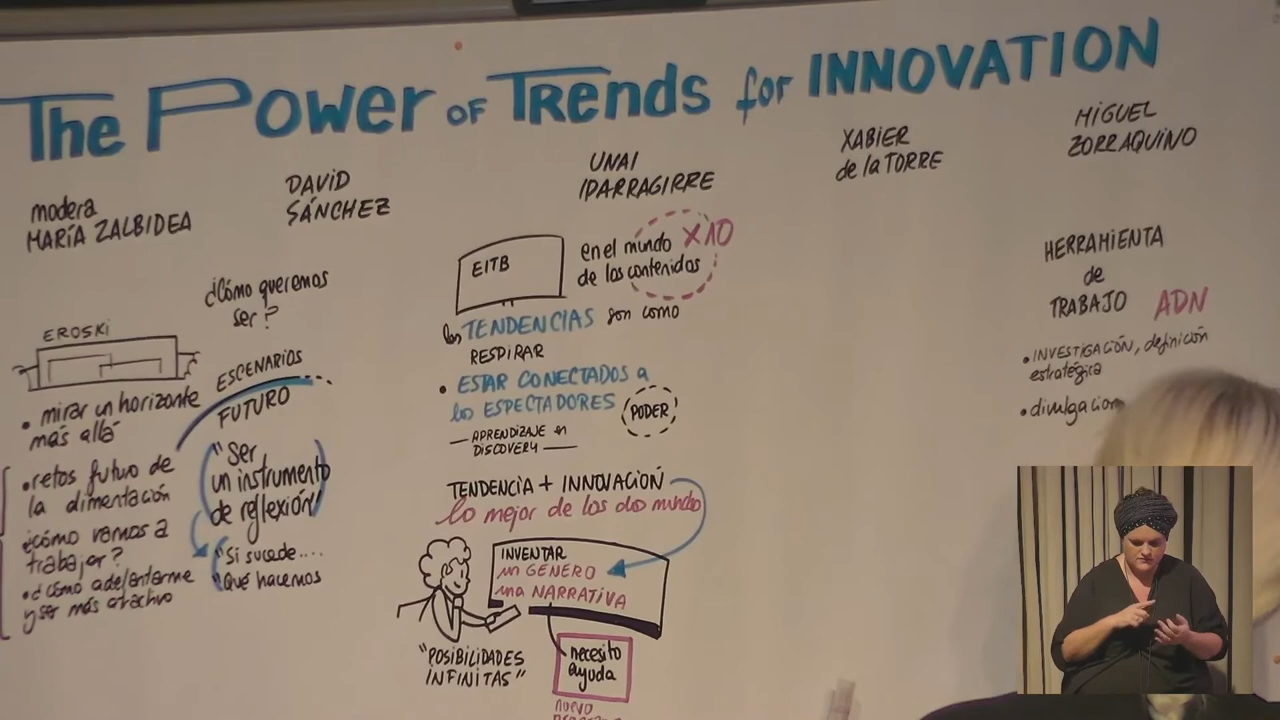 The Power of Trends for INNOVATION
modera
MARÍA ZALBIDEA
DAVID
SÁNCHEZ
UNAI
IPARRAGIRRE
XABIER
de la TORRE
MIGUEL
ZORRAQUINO
EROSKI
• mirar un horizonte
más allá
• retos futuro de
la alimentación
¿cómo vamos a
trabajar?
• ¿cómo adelantarme
y ser más atractivo
¿Cómo queremos
ser?
ESCENARIOS
FUTURO
"Ser
un instrumento
de reflexión"
"Si sucede....
"Qué hacemos
EITB
en el mundo X10
de los contenidos
las TENDENCIAS son como
RESPIRAR
• ESTAR CONECTADOS a
los ESPECTADORES
PODER
— APRENDIZAJE en
DISCOVERY —
TENDENCIA + INNOVACIÓN
lo mejor de los dos mundos
INVENTAR
un GÉNERO
una NARRATIVA
"POSIBILIDADES
INFINITAS"
necesito
ayuda
nuevo
HERRAMIENTA
de
TRABAJO ADN
• INVESTIGACIÓN, definición
estratégica
• divulgacion